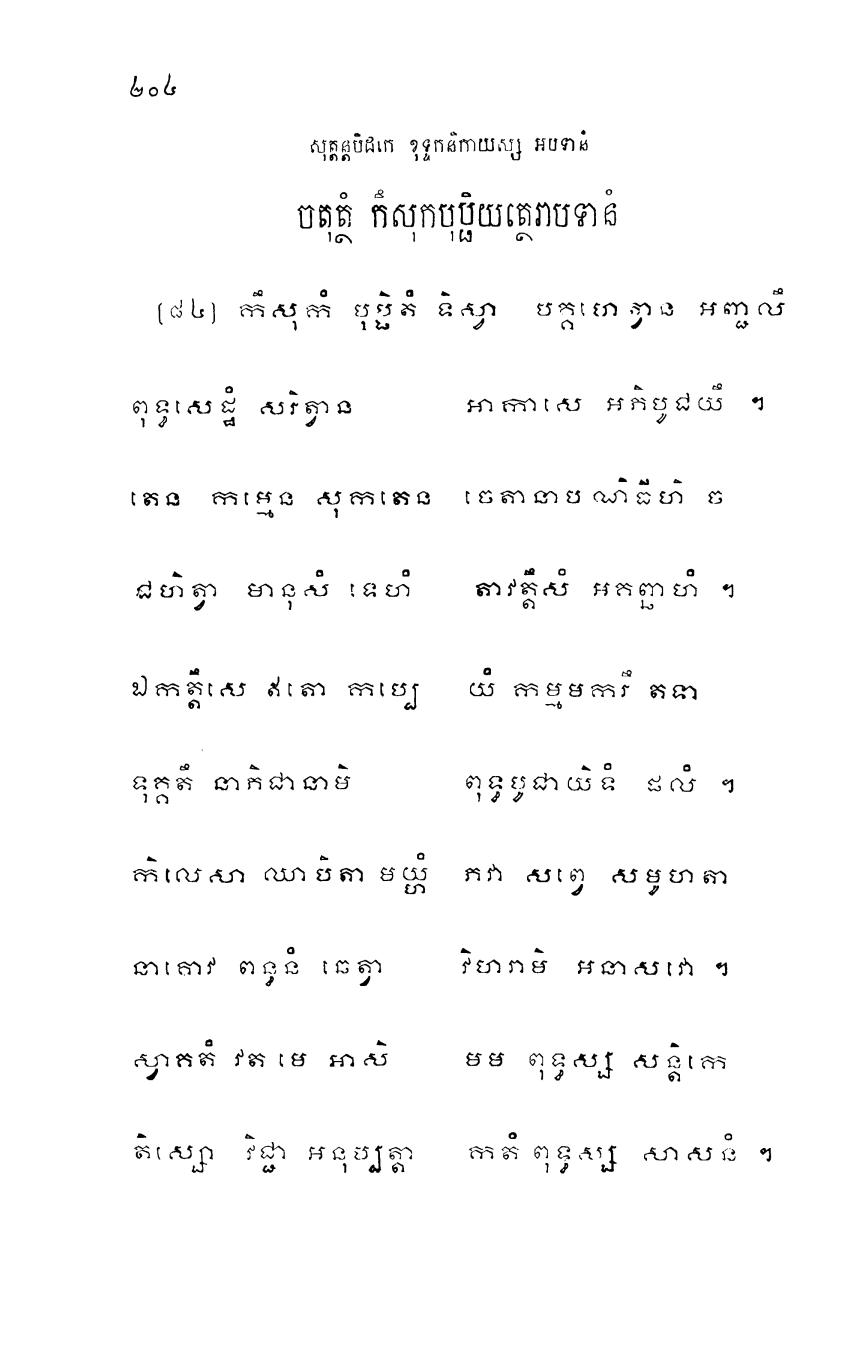 ២០៤
សុត្តន្តបិដកេ ខុទ្ទកនិកាយស្ស អបទានំ
ចតុត្ថំ កឹសុកបុប្ផិយត្ថេរាបទានំ
(៨៤) កឹសុកំ បុប្ផិតំ ទិស្វា បគ្គហេត្វាន អញ្ជលឹ
ពុទ្ធសេដ្ឋំ សរិត្វាន អាកាសេ អភិបូជយឹ ។
តេន កម្មេន សុកតេន ចេតនាបណិធីហិ ច
ជហិត្វា មានុសំ ទេហំ តាវត្តឹសំ អគញ្ឆហំ ។
ឯកត្តឹសេ ឥតោ កប្បេ យំ កម្មមករឹ តទា
ទុគ្គតឹ នាភិជានាមិ ពុទ្ធបូជាយិទំ ផលំ ។
កិលេសា ឈាបិតា មយ្ហំ ភវា សព្វេ សមូហតា
នាគោវ ពន្ធនំ ឆេត្វា វិហរាមិ អនាសវោ ។
ស្វាគតំ វត មេ អាសិ មម ពុទ្ធស្ស សន្តិកេ
តិស្សោ វិជ្ជា អនុប្បត្តា កតំ ពុទ្ធស្ស សាសនំ ។